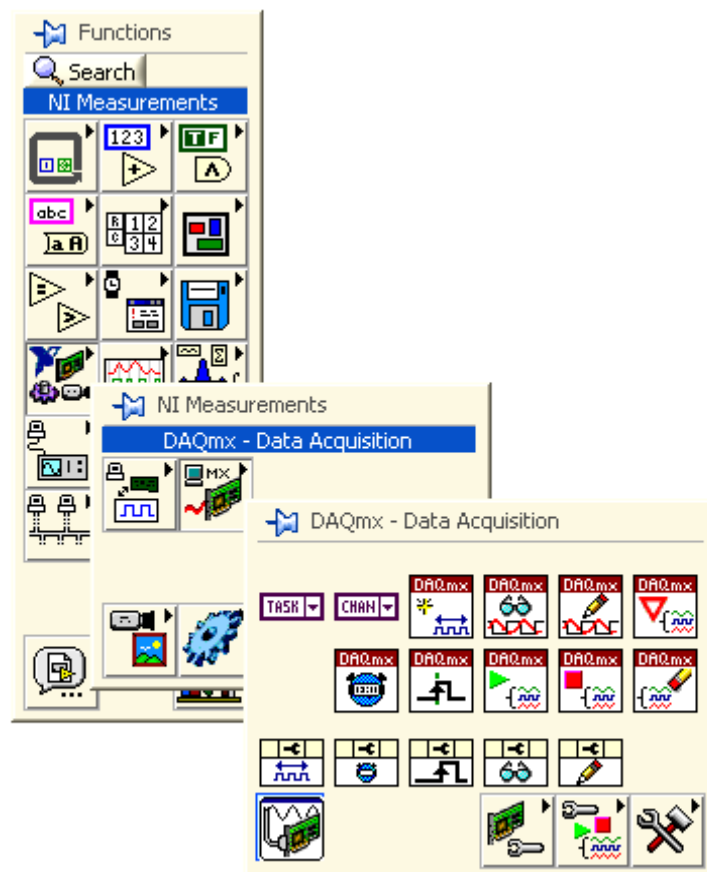 Functions
Search
NI Measurements
123
TF
abc
R 1 2
C 3 4
a A
NI Measurements
DAQmx - Data Acquisition
MX
DAQmx - Data Acquisition
TASK CHAN DAQmx DAQmx DAQmx DAQmx
DAQmx DAQmx DAQmx DAQmx DAQmx